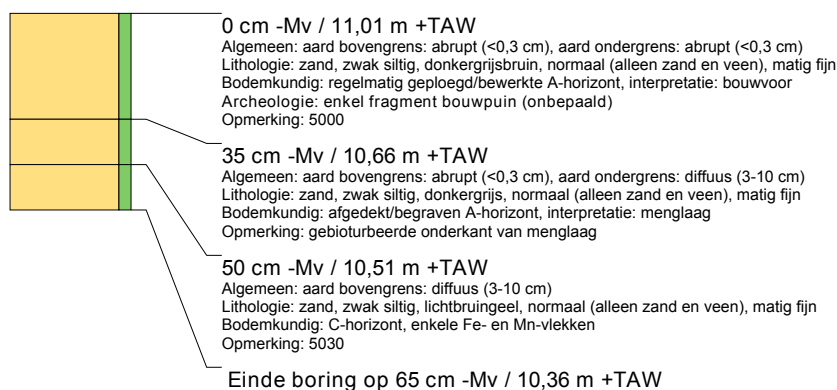 0 cm -Mv / 11,01 m +TAW
Algemeen: aard bovengrens: abrupt (<0,3 cm), aard ondergrens: abrupt (<0,3 cm)
Lithologie: zand, zwak siltig, donkergrijsbruin, normaal (alleen zand en veen), matig fijn
Bodemkundig: regelmatig geploegd/bewerkte A-horizont, interpretatie: bouwvoor
Archeologie: enkel fragment bouwpuin (onbepaald)
Opmerking: 5000
35 cm -Mv / 10,66 m +TAW
Algemeen: aard bovengrens: abrupt (<0,3 cm), aard ondergrens: diffuus (3-10 cm)
Lithologie: zand, zwak siltig, donkergrijs, normaal (alleen zand en veen), matig fijn
Bodemkundig: afgedekt/begraven A-horizont, interpretatie: menglaag
Opmerking: gebioturbeerde onderkant van menglaag
50 cm -Mv / 10,51 m +TAW
Algemeen: aard bovengrens: diffuus (3-10 cm)
Lithologie: zand, zwak siltig, lichtbruingeel, normaal (alleen zand en veen), matig fijn
Bodemkundig: C-horizont, enkele Fe- en Mn-vlekken
Opmerking: 5030
Einde boring op 65 cm -Mv / 10,36 m +TAW